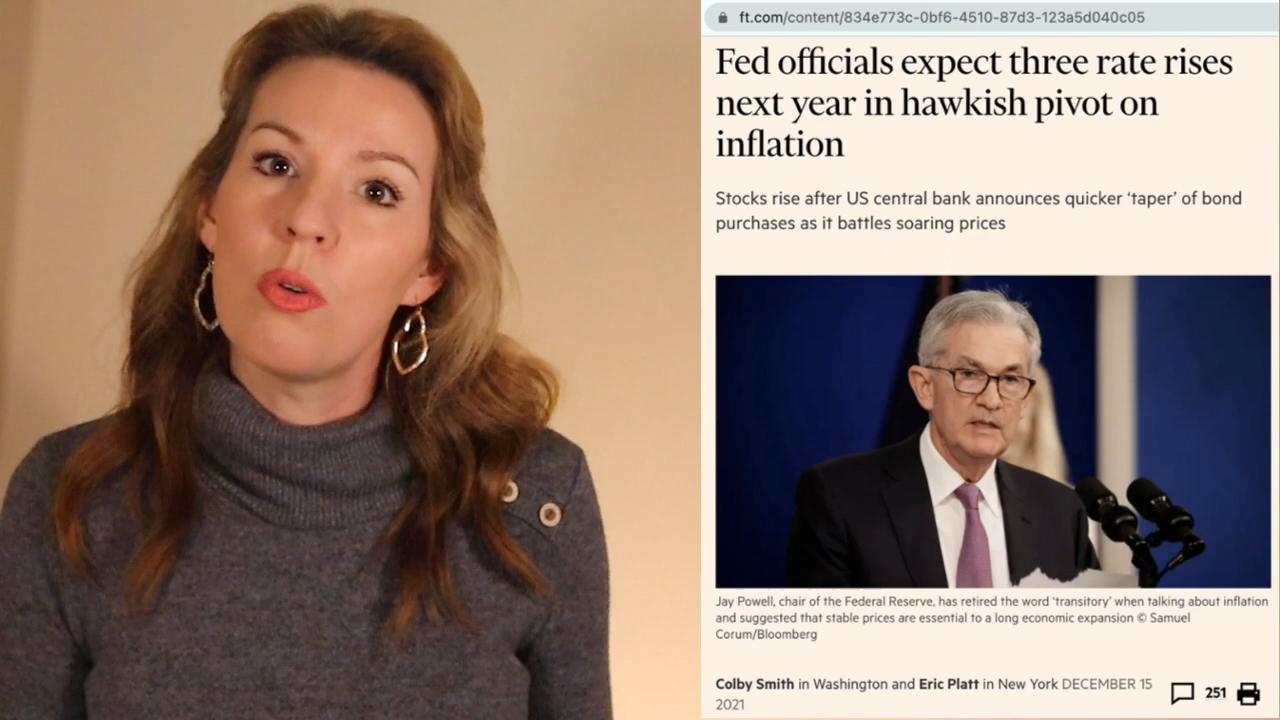 ft.com/content/834e773c-0bf6-4510-87d3-123a5d040c05
Fed officials expect three rate rises
next year in hawkish pivot on
inflation
Stocks rise after US central bank announces quicker ‘taper’ of bond
purchases as it battles soaring prices
Jay Powell, chair of the Federal Reserve, has retired the word ‘transitory’ when talking about inflation
and suggested that stable prices are essential to a long economic expansion © Samuel
Corum/Bloomberg
Colby Smith in Washington and Eric Platt in New York DECEMBER 15
2021
251